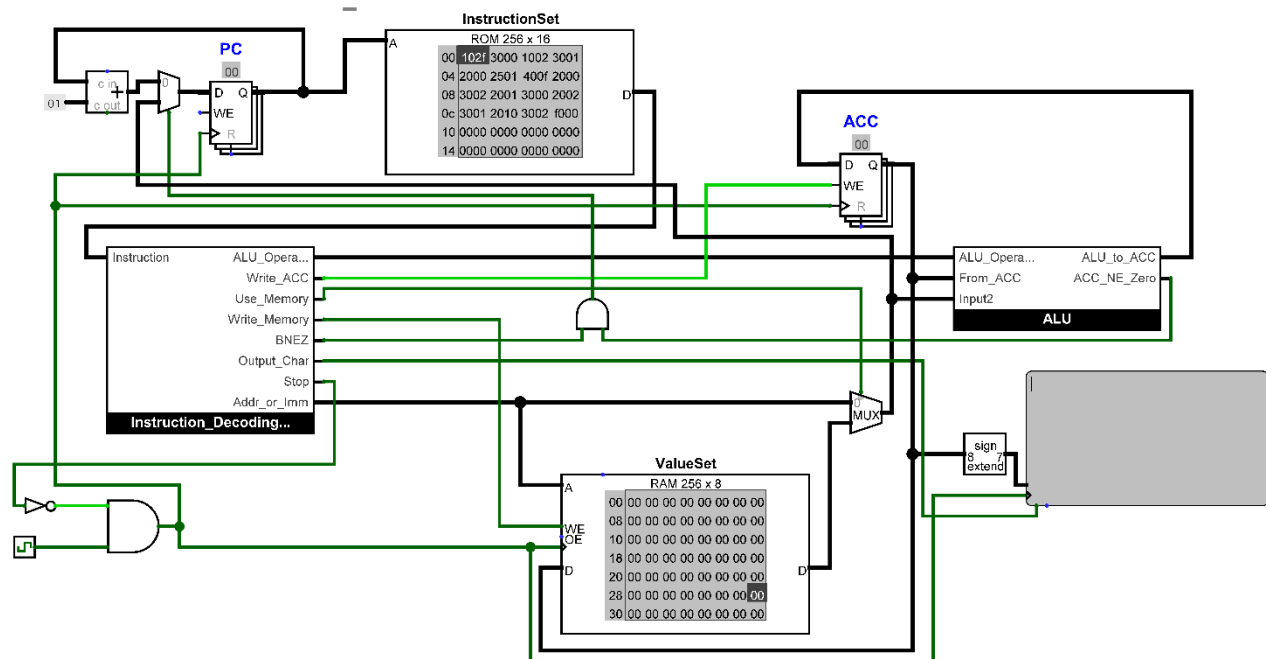 InstructionSet
ROM 256 x 16
A
00 102f 3000 1002 3001
04 2000 2501 400f 2000
08 3002 2001 3000 2002
0c 3001 2010 3002 f000
10 0000 0000 0000 0000
14 0000 0000 0000 0000
D
PC
00
D Q
WE
R
c in
+
c out
01
0
ACC
00
D Q
WE
R
Instruction
ALU_Opera...
Write_ACC
Use_Memory
Write_Memory
BNEZ
Output_Char
Stop
Addr_or_Imm
Instruction_Decoding...
ALU_Opera...
ALU_to_ACC
From_ACC
ACC_NE_Zero
Input2
ALU
0
MUX
sign
8 7
extend
ValueSet
RAM 256 x 8
A
WE
OE
D
00 00 00 00 00 00 00 00 00
08 00 00 00 00 00 00 00 00
10 00 00 00 00 00 00 00 00
18 00 00 00 00 00 00 00 00
20 00 00 00 00 00 00 00 00
28 00 00 00 00 00 00 00 00
30 00 00 00 00 00 00 00 00
D